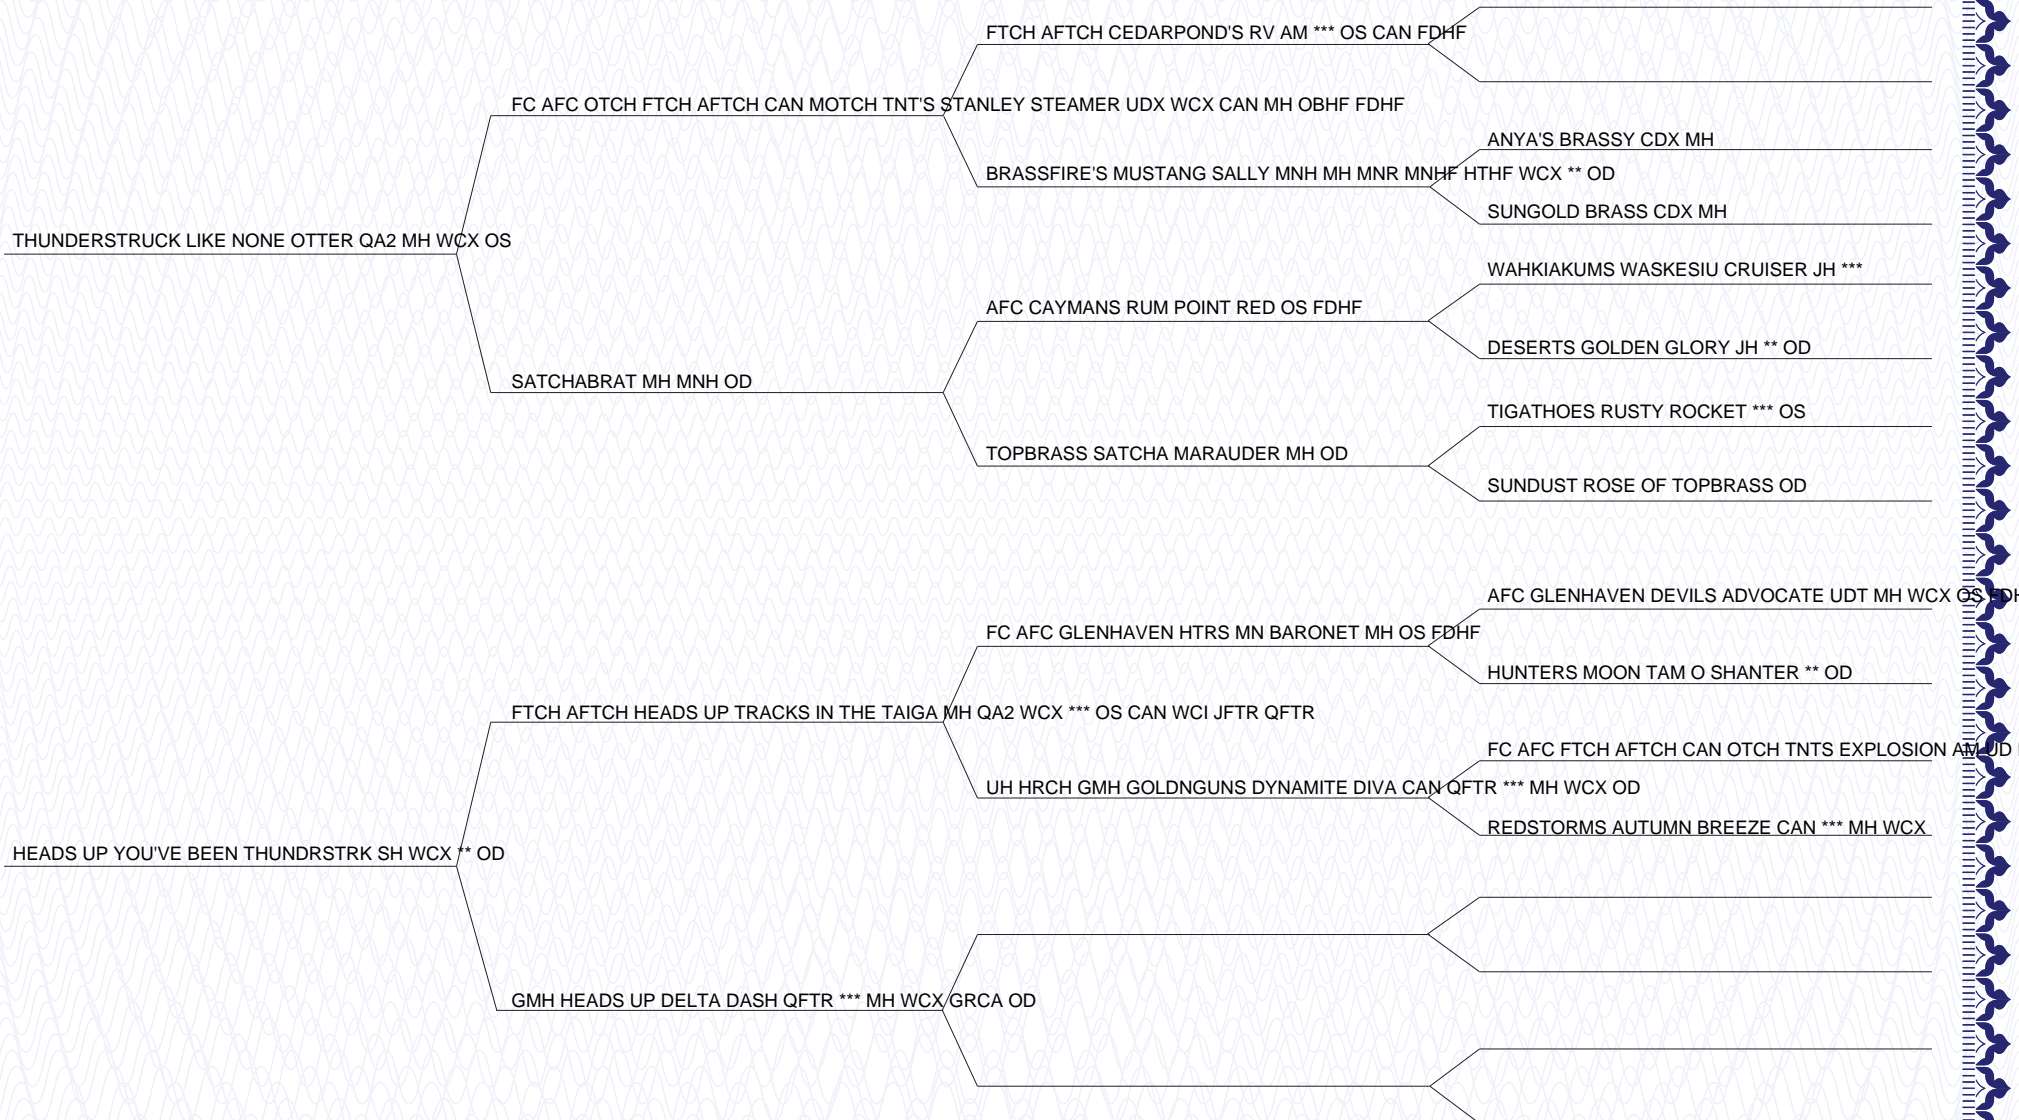 FTCH AFTCH CEDARPOND'S RV AM *** OS CAN FDHF
FC AFC OTCH FTCH AFTCH CAN MOTCH TNT'S STANLEY STEAMER UDX WCX CAN MH OBHF FDHF
ANYA'S BRASSY CDX MH
BRASSFIRE'S MUSTANG SALLY MNH MH MNR MNHF HTHF WCX ** OD
SUNGOLD BRASS CDX MH
THUNDERSTRUCK LIKE NONE OTTER QA2 MH WCX OS
WAHKIAKUMS WASKESIU CRUISER JH ***
AFC CAYMANS RUM POINT RED OS FDHF
DESERTS GOLDEN GLORY JH ** OD
SATCHABRAT MH MNH OD
TIGATHOES RUSTY ROCKET *** OS
TOPBRASS SATCHA MARAUDER MH OD
SUNDUST ROSE OF TOPBRASS OD
AFC GLENHAVEN DEVILS ADVOCATE UDT MH WCX OS
FC AFC GLENHAVEN HTRS MN BARONET MH OS FDHF
HUNTERS MOON TAM O SHANTER ** OD
FTCH AFTCH HEADS UP TRACKS IN THE TAIGA MH QA2 WCX *** OS CAN WCI JFTR QFTR
FC AFC FTCH AFTCH CAN OTCH TNTS EXPLOSION AM UD
UH HRCH GMH GOLDNGUNS DYNAMITE DIVA CAN QFTR *** MH WCX OD
REDSTORMS AUTUMN BREEZE CAN *** MH WCX
HEADS UP YOU'VE BEEN THUNDRSTRK SH WCX ** OD
GMH HEADS UP DELTA DASH QFTR *** MH WCX GRCA OD